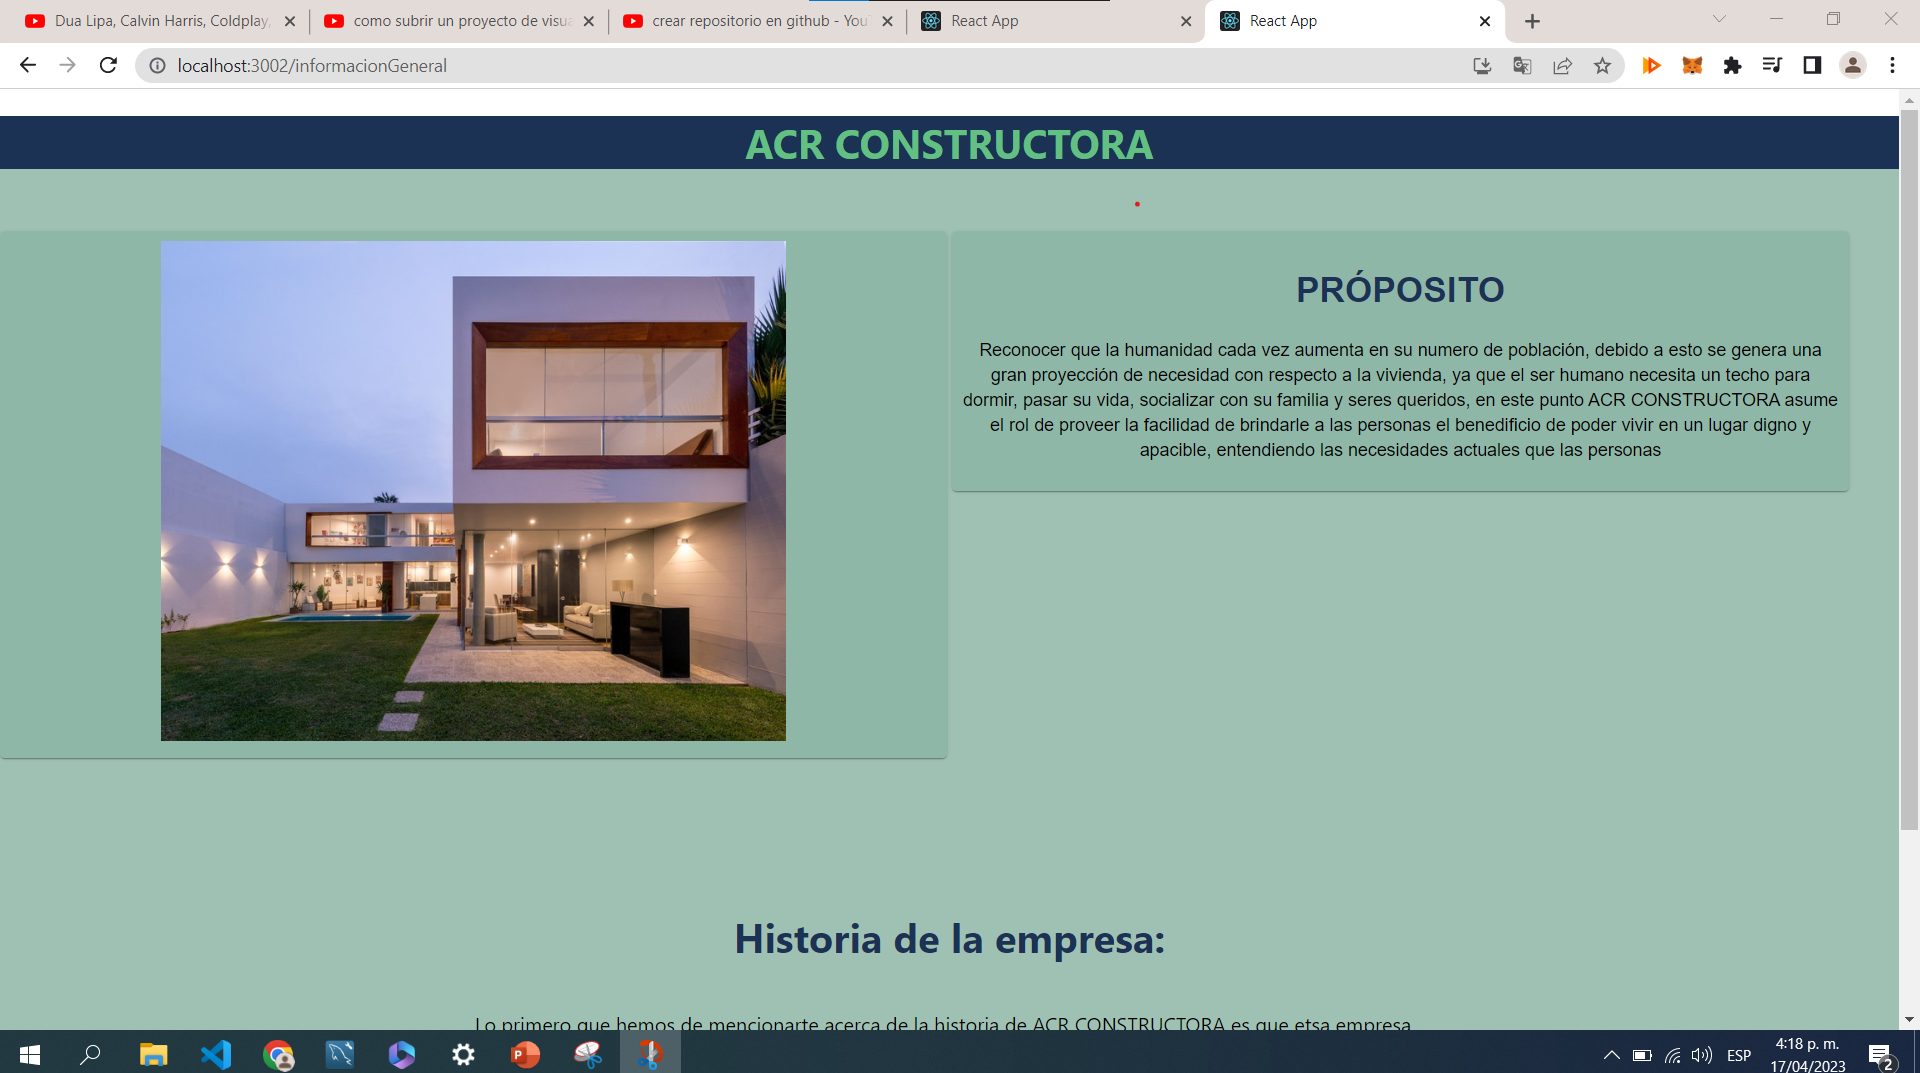 Dua Lipa, Calvin Harris, Coldplay,
como subrir un proyecto de visua
crear repositorio en github - You
React App
React App
localhost:3002/informacionGeneral
ACR CONSTRUCTORA
PRÓPOSITO
Reconocer que la humanidad cada vez aumenta en su numero de población, debido a esto se genera una
gran proyección de necesidad con respecto a la vivienda, ya que el ser humano necesita un techo para
dormir, pasar su vida, socializar con su familia y seres queridos, en este punto ACR CONSTRUCTORA asume
el rol de proveer la facilidad de brindarle a las personas el benedificio de poder vivir en un lugar digno y
apacible, entendiendo las necesidades actuales que las personas
Historia de la empresa:
Lo primero que hemos de mencionarte acerca de la historia de ACR CONSTRUCTORA es que etsa empresa
ESP
4:18 p. m.
17/04/2023
2